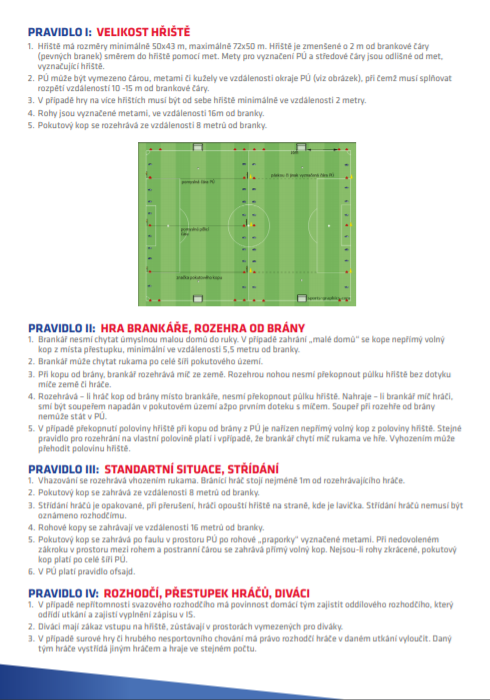 PRAVIDLO I: VELIKOST HŘIŠTĚ
1. Hřiště má rozměry minimálně 50x43 m, maximálně 72x50 m. Hřiště je zmenšené o 2 m od brankové čáry
(pevných branek) směrem do hřiště pomocí met. Mety pro vyznačení PÚ a středové čáry jsou odlišné od met,
vyznačující hřiště.
2. PÚ může být vymezeno čárou, metami či kužely ve vzdálenosti okraje PÚ (viz obrázek), při čemž musí splňovat
rozpětí vzdáleností 10 -15 m od brankové čáry.
3. V případě hry na více hřištích musí být od sebe hřiště minimálně ve vzdálenosti 2 metry.
4. Rohy jsou vyznačené metami, ve vzdálenosti 16m od branky.
5. Pokutový kop se rozehrává ze vzdálenosti 8 metrů od branky.
pomyslná čára PÚ
pomyslná půlící
čára
značka pokutového kopu
PRAVIDLO II: HRA BRANKÁŘE, ROZEHRA OD BRÁNY
1. Brankář nesmí chytat úmyslnou malou domů do ruky. V případě zahrání „malé domů" se kope nepřímý volný
kop z místa přestupku, minimální ve vzdálenosti 5,5 metru od branky.
2. Brankář může chytat rukama po celé šíři pokutového území.
3. Při kopu od brány, brankář rozehrává míč ze země. Rozehrou nohou nesmí překopnout půlku hřiště bez dotyku
míče země či hráče.
4. Rozehrává – li hráč kop od brány místo brankáře, nesmí překopnout půlku hřiště. Nahraje – li brankář míč hráči,
smí být soupeřem napadán v pokutovém území ažpo prvním doteku s míčem. Soupeř při rozehře od brány
nemůže stát v PÚ.
5. V případě překopnutí poloviny hřiště při kopu od brány z PÚ je nařízen nepřímý volný kop z poloviny hřiště. Stejné
pravidlo pro rozehrání na vlastní polovině platí i vpřípadě, že brankář chytí míč rukama ve hře. Vyhozením může
přehodit polovinu hřiště.
PRAVIDLO III: STANDARTNÍ SITUACE, STŘÍDÁNÍ
1. Vhazování se rozehrává vhozením rukama. Bránící hráč stojí nejméně 1m od rozehrávajícího hráče.
2. Pokutový kop se zahrává ze vzdálenosti 8 metrů od branky.
3. Střídání hráčů je opakované, při přerušení, hráči opouští hřiště na straně, kde je lavička. Střídání hráčů nemusí být
oznámeno rozhodčímu.
4. Rohové kopy se zahrávají ve vzdálenosti 16 metrů od branky.
5. Pokutový kop se zahrává po faulu v prostoru PÚ po rohové „praporky" vyznačené metami. Při nedovoleném
zákroku v prostoru mezi rohem a postranní čárou se zahrává přímý volný kop. Nejsou-li rohy zkrácené, pokutový
kop platí po celé šíři PÚ.
6. V PÚ platí pravidlo ofsajd.
PRAVIDLO IV: ROZHODČÍ, PŘESTUPEK HRÁČŮ, DIVÁCI
1. V případě nepřítomnosti svazového rozhodčího má povinnost domácí tým zajistit oddílového rozhodčího, který
odřídí utkání a zajistí vyplnění zápisu v IS.
2. Diváci mají zákaz vstupu na hřiště, zůstávají v prostorách vymezených pro diváky.
3. V případě surové hry či hrubého nesportovního chování má právo rozhodčí hráče v daném utkání vyloučit. Daný
tým hráče vystřídá jiným hráčem a hraje ve stejném počtu.